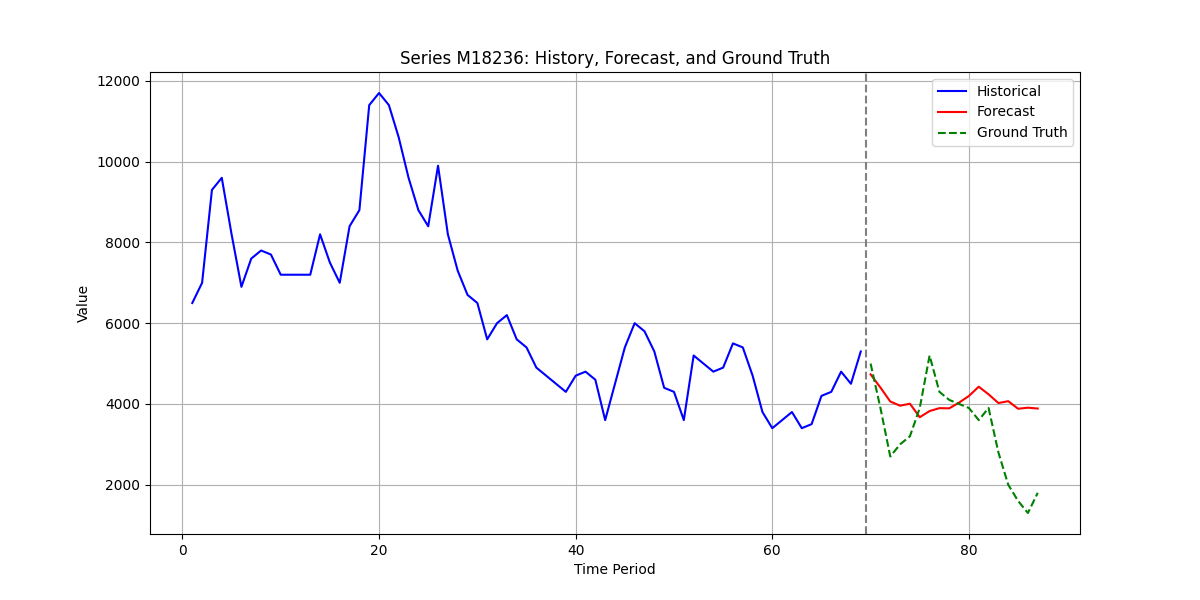 Series M18236: History, Forecast, and Ground Truth
12000
10000
8000
6000
4000
2000
Value
0
20
40
60
80
Time Period
Historical
Forecast
Ground Truth